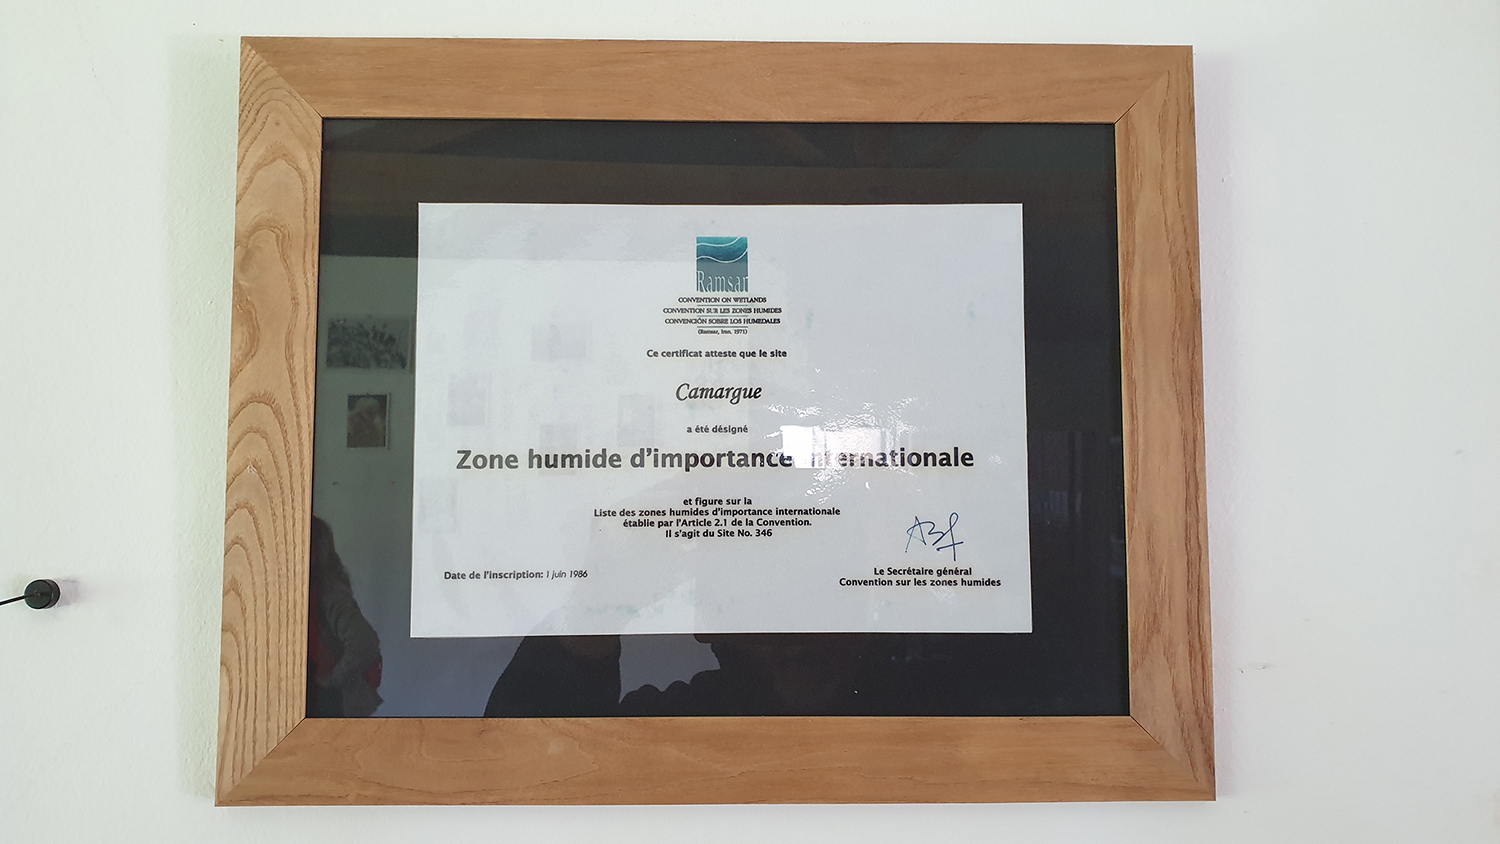 Ramsar
CONVENTION ON WETLANDS
CONVENTION SUR LES ZONES HUMIDES
CONVENCIÓN SOBRE LOS HUMEDALES
(Ramsar, Iran, 1971)
Ce certificat atteste que le site
Camargue
a été désigné
Zone humide d'importance internationale
et figure sur la
Liste des zones humides d'importance internationale
établie par l'Article 2.1 de la Convention.
Il s'agit du Site No. 346
Date de l'inscription: 1 juin 1986
Le Secrétaire général
Convention sur les zones humides